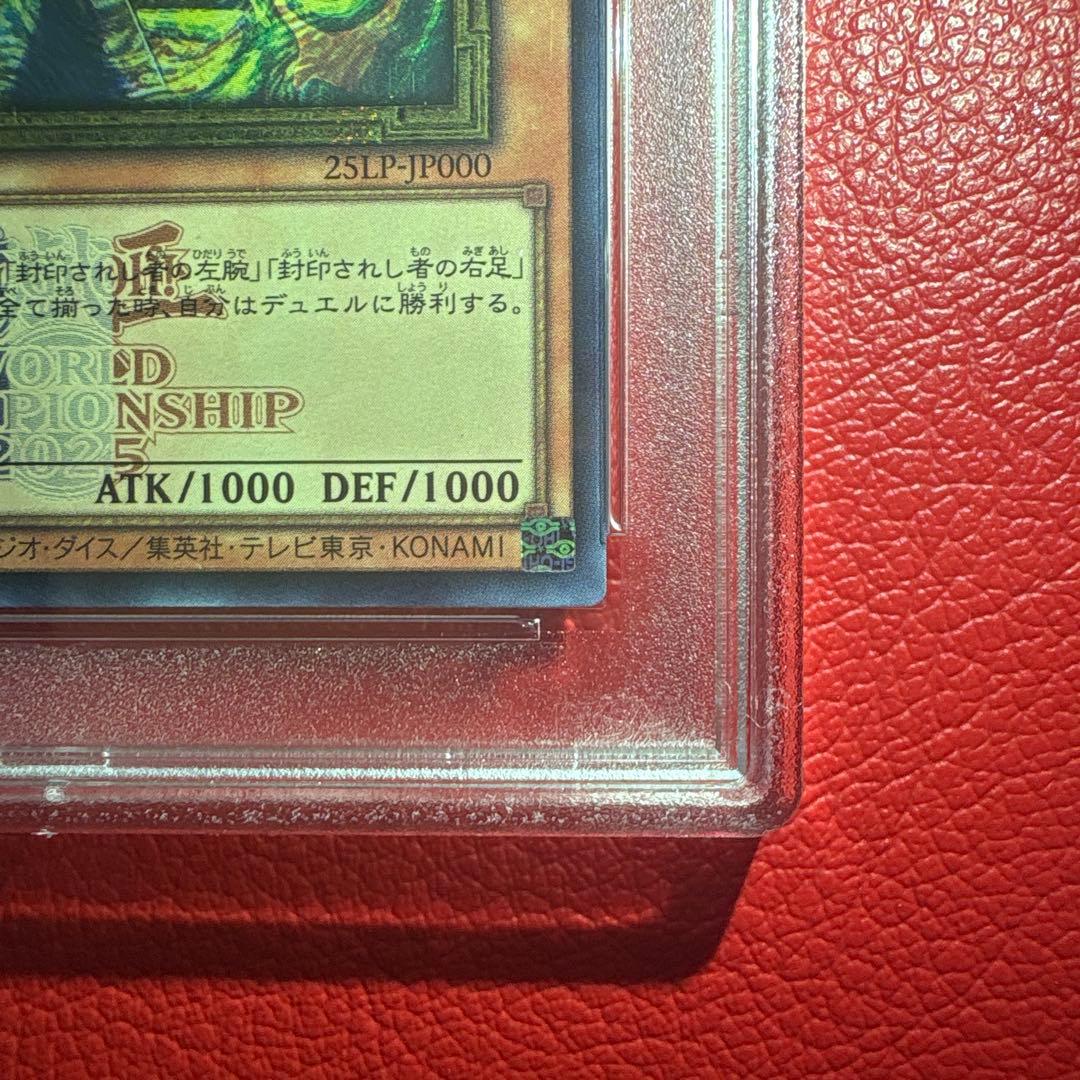 25LP-JP000
「封印されし者の左腕」「封印されし者の右足」
全て揃った時、自分はデュエルに勝利する。
WORLD
PIONSHIP
2025
ATK/1000 DEF/1000
ジオ・ダイス/集英社・テレビ東京・KONAMI